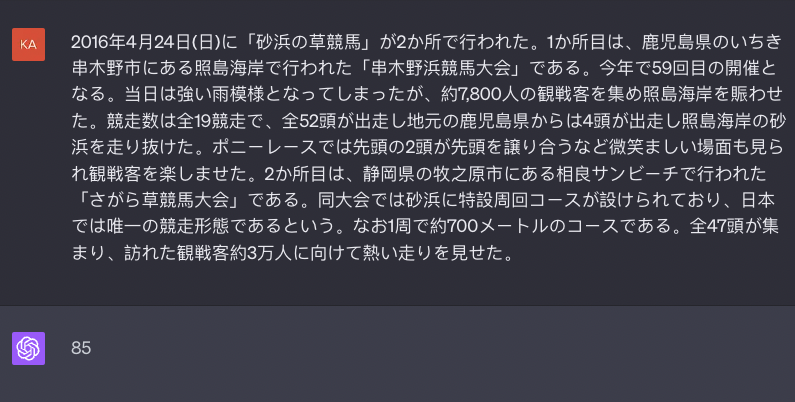 KA
2016年4月24日(日)に「砂浜の草競馬」が2か所で行われた。1か所目は、鹿児島県のいちき
串木野市にある照島海岸で行われた「串木野浜競馬大会」である。今年で59回目の開催と
なる。当日は強い雨模様となってしまったが、約7,800人の観戦客を集め照島海岸を賑わせ
た。競走数は全19競走で、全52頭が出走し地元の鹿児島県からは4頭が出走し照島海岸の砂
浜を走り抜けた。ポニーレースでは先頭の2頭が先頭を譲り合うなど微笑ましい場面も見ら
れ観戦客を楽しませた。2か所目は、静岡県の牧之原市にある相良サンビーチで行われた
「さがら草競馬大会」である。同大会では砂浜に特設周回コースが設けられており、日本
では唯一の競走形態であるという。なお1周で約700メートルのコースである。全47頭が集
まり、訪れた観戦客約3万人に向けて熱い走りを見せた。
85